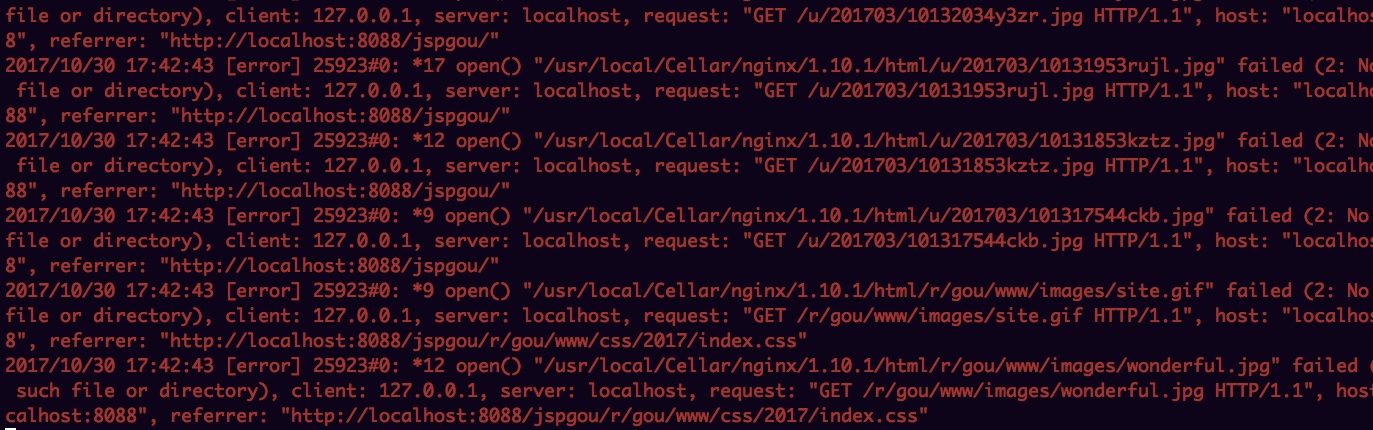 file or directory), client: 127.0.0.1, server: localhost, request: "GET /u/201703/10132034y3zr.jpg HTTP/1.1", host: "localhos
8", referrer: "http://localhost:8088/jspgou/"
2017/10/30 17:42:43 [error] 25923#0: *17 open() "/usr/local/Cellar/nginx/1.10.1/html/u/201703/10131953rujl.jpg" failed (2: No
file or directory), client: 127.0.0.1, server: localhost, request: "GET /u/201703/10131953rujl.jpg HTTP/1.1", host: "localho
88", referrer: "http://localhost:8088/jspgou/"
2017/10/30 17:42:43 [error] 25923#0: *12 open() "/usr/local/Cellar/nginx/1.10.1/html/u/201703/10131853kztz.jpg" failed (2: No
file or directory), client: 127.0.0.1, server: localhost, request: "GET /u/201703/10131853kztz.jpg HTTP/1.1", host: "localho
88", referrer: "http://localhost:8088/jspgou/"
2017/10/30 17:42:43 [error] 25923#0: *9 open() "/usr/local/Cellar/nginx/1.10.1/html/u/201703/101317544ckb.jpg" failed (2: No
file or directory), client: 127.0.0.1, server: localhost, request: "GET /u/201703/101317544ckb.jpg HTTP/1.1", host: "localhos
8", referrer: "http://localhost:8088/jspgou/"
2017/10/30 17:42:43 [error] 25923#0: *9 open() "/usr/local/Cellar/nginx/1.10.1/html/r/gou/www/images/site.gif" failed (2: No
file or directory), client: 127.0.0.1, server: localhost, request: "GET /r/gou/www/images/site.gif HTTP/1.1", host: "localhos
8", referrer: "http://localhost:8088/jspgou/r/gou/www/css/2017/index.css"
2017/10/30 17:42:43 [error] 25923#0: *12 open() "/usr/local/Cellar/nginx/1.10.1/html/r/gou/www/images/wonderful.jpg" failed (
such file or directory), client: 127.0.0.1, server: localhost, request: "GET /r/gou/www/images/wonderful.jpg HTTP/1.1", host
calhost:8088", referrer: "http://localhost:8088/jspgou/r/gou/www/css/2017/index.css"